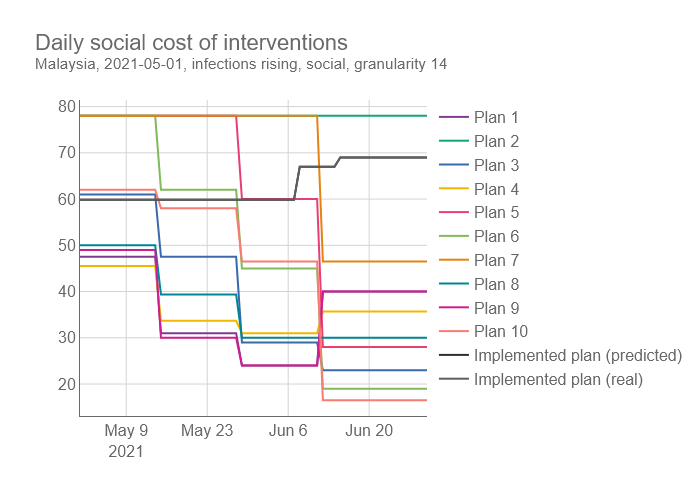 Daily social cost of interventions
Malaysia, 2021-05-01, infections rising, social, granularity 14
80
70
60
50
40
30
20
May 9
2021
May 23
Jun 6
Jun 20
Plan 1
Plan 2
Plan 3
Plan 4
Plan 5
Plan 6
Plan 7
Plan 8
Plan 9
Plan 10
Implemented plan (predicted)
Implemented plan (real)